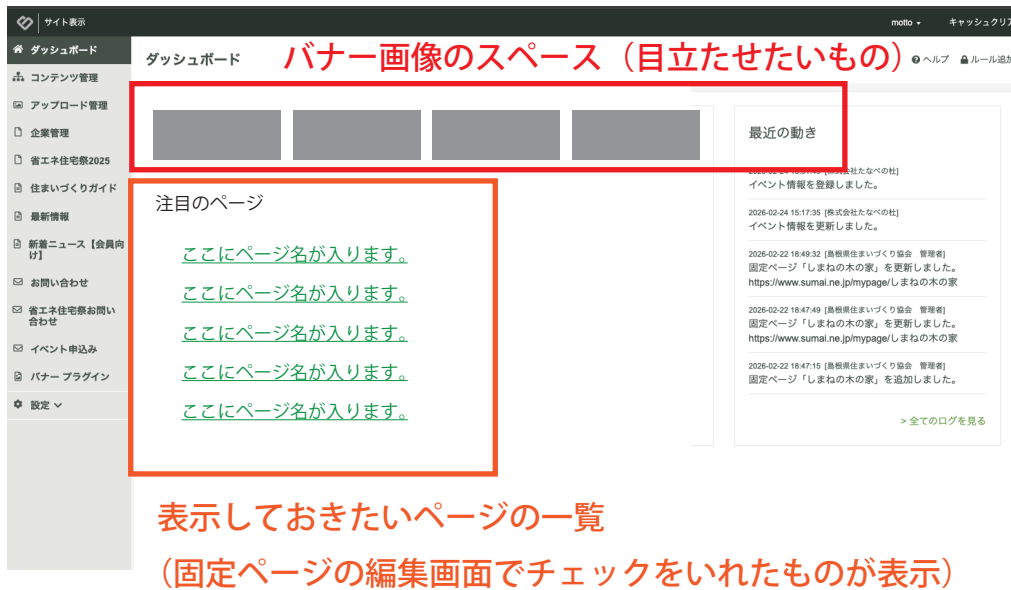 サイト表示
motto
キャッシュクリア
ダッシュボード
コンテンツ管理
アップロード管理
企業管理
省エネ住宅祭2025
住まいづくりガイド
最新情報
新着ニュース【会員向
け】
お問い合わせ
省エネ住宅祭お問い
合わせ
イベント申込み
バナー プラグイン
設定
ダッシュボード
バナー画像のスペース（目立たせたいもの）
ヘルプ
ルール追加
注目のページ
ここにページ名が入ります。
ここにページ名が入ります。
ここにページ名が入ります。
ここにページ名が入ります。
ここにページ名が入ります。
最近の動き
[株式会社たなべの杜]
イベント情報を登録しました。
2026-02-24 15:17:35 [株式会社たなべの杜]
イベント情報を更新しました。
2026-02-22 18:49:32 [島根県住まいづくり協会 管理者]
固定ページ「しまねの木の家」を更新しました。
https://www.sumai.ne.jp/mypage/しまねの木の家
2026-02-22 18:47:49 [島根県住まいづくり協会 管理者]
固定ページ「しまねの木の家」を更新しました。
https://www.sumai.ne.jp/mypage/しまねの木の家
2026-02-22 18:47:15 [島根県住まいづくり協会 管理者]
固定ページ「しまねの木の家」を追加しました。
> 全てのログを見る
表示しておきたいページの一覧
（固定ページの編集画面でチェックをいれたものが表示）